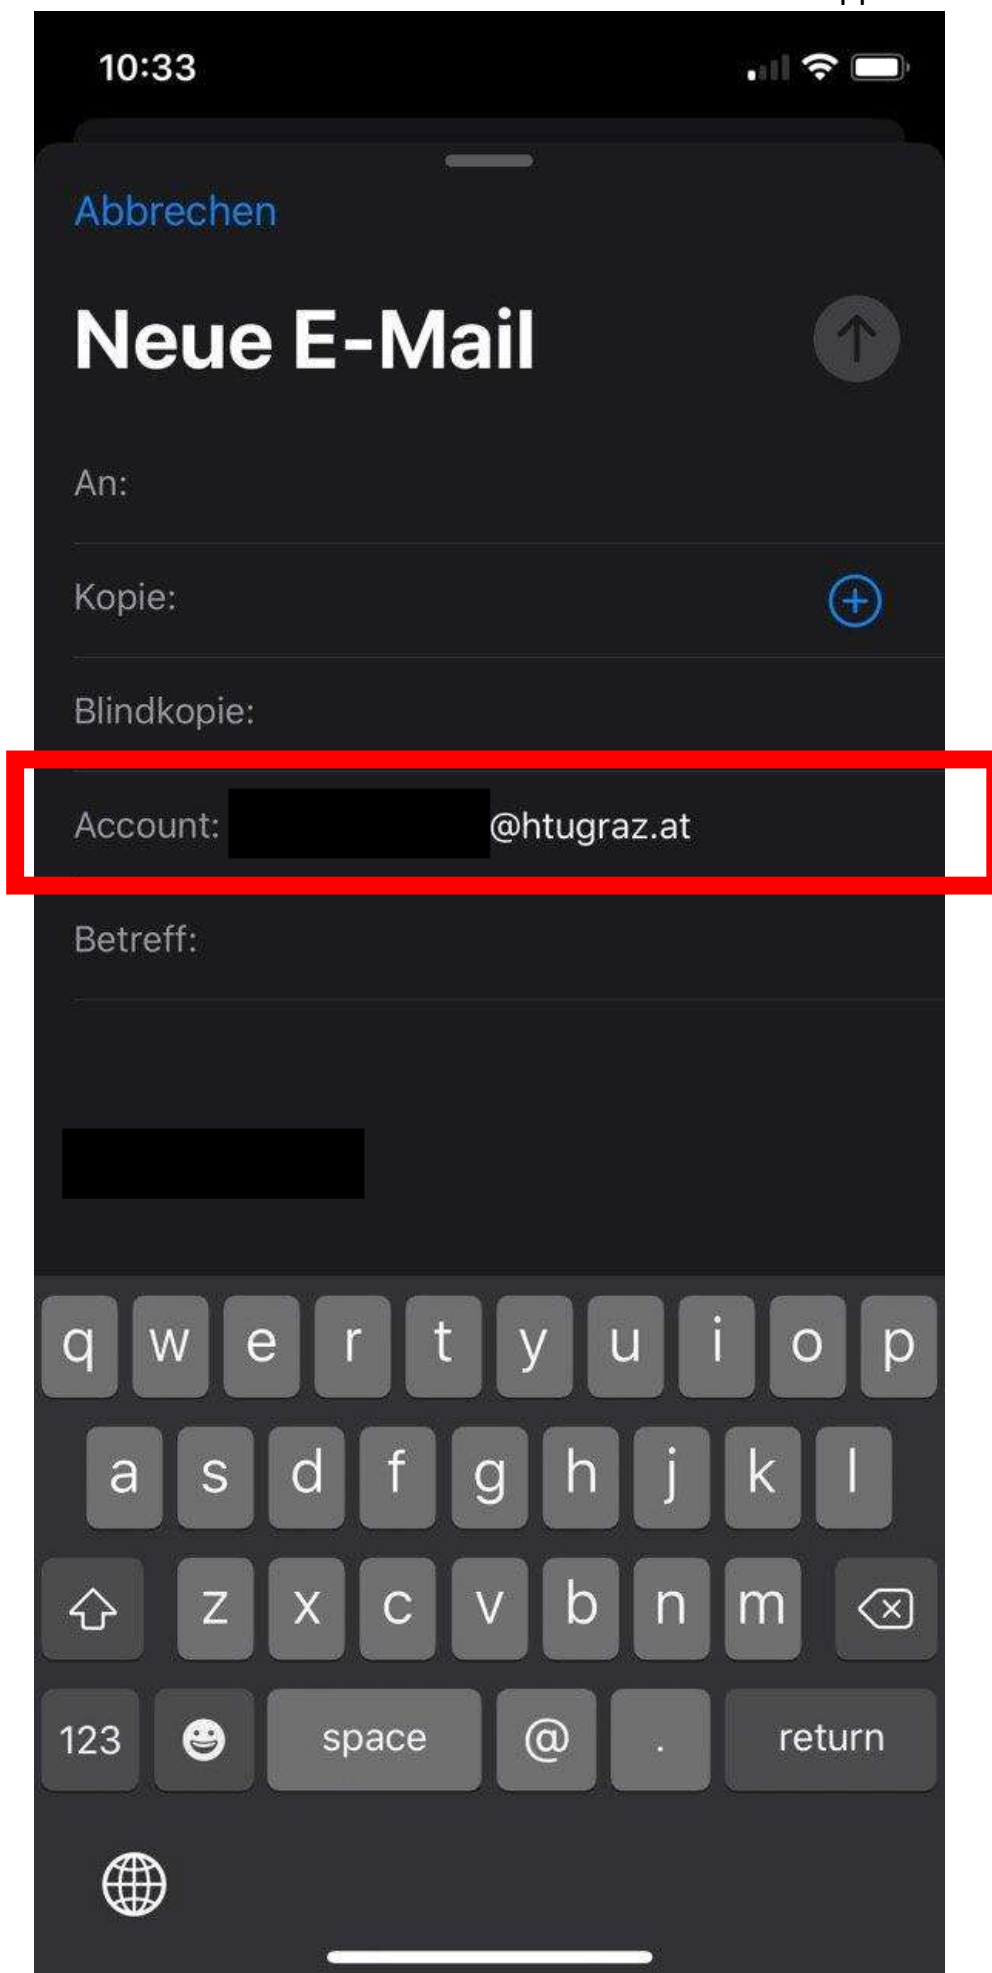 10:33
Abbrechen
Neue E-Mail
An:
Kopie:
Blindkopie:
Account: @htugraz.at
Betreff:
q w e r t y u i o p
a s d f g h j k l
z x c v b n m
123 space @ . return